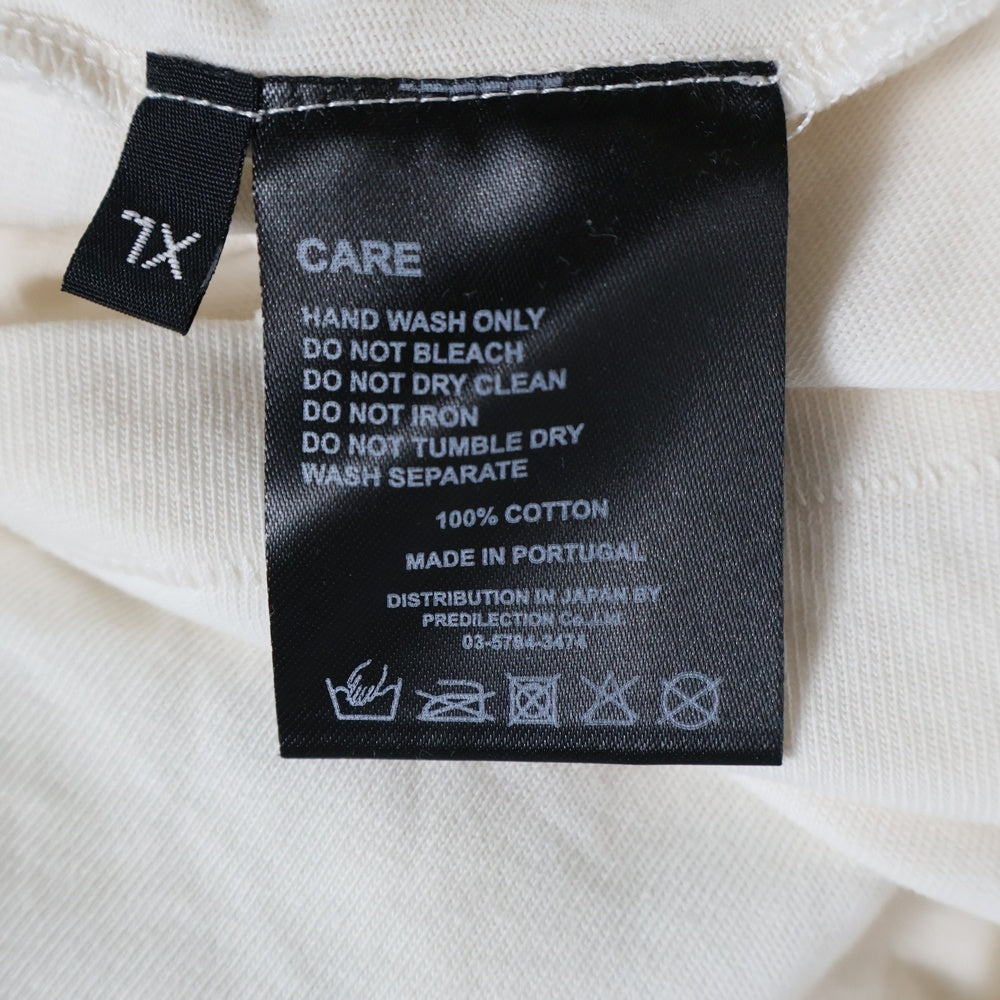 XL
CARE
HAND WASH ONLY
DO NOT BLEACH
DO NOT DRY CLEAN
DO NOT IRON
DO NOT TUMBLE DRY
WASH SEPARATE
100% COTTON
MADE IN PORTUGAL
DISTRIBUTION IN JAPAN BY
PREDILECTION Co.,Ltd
03-5784-3474